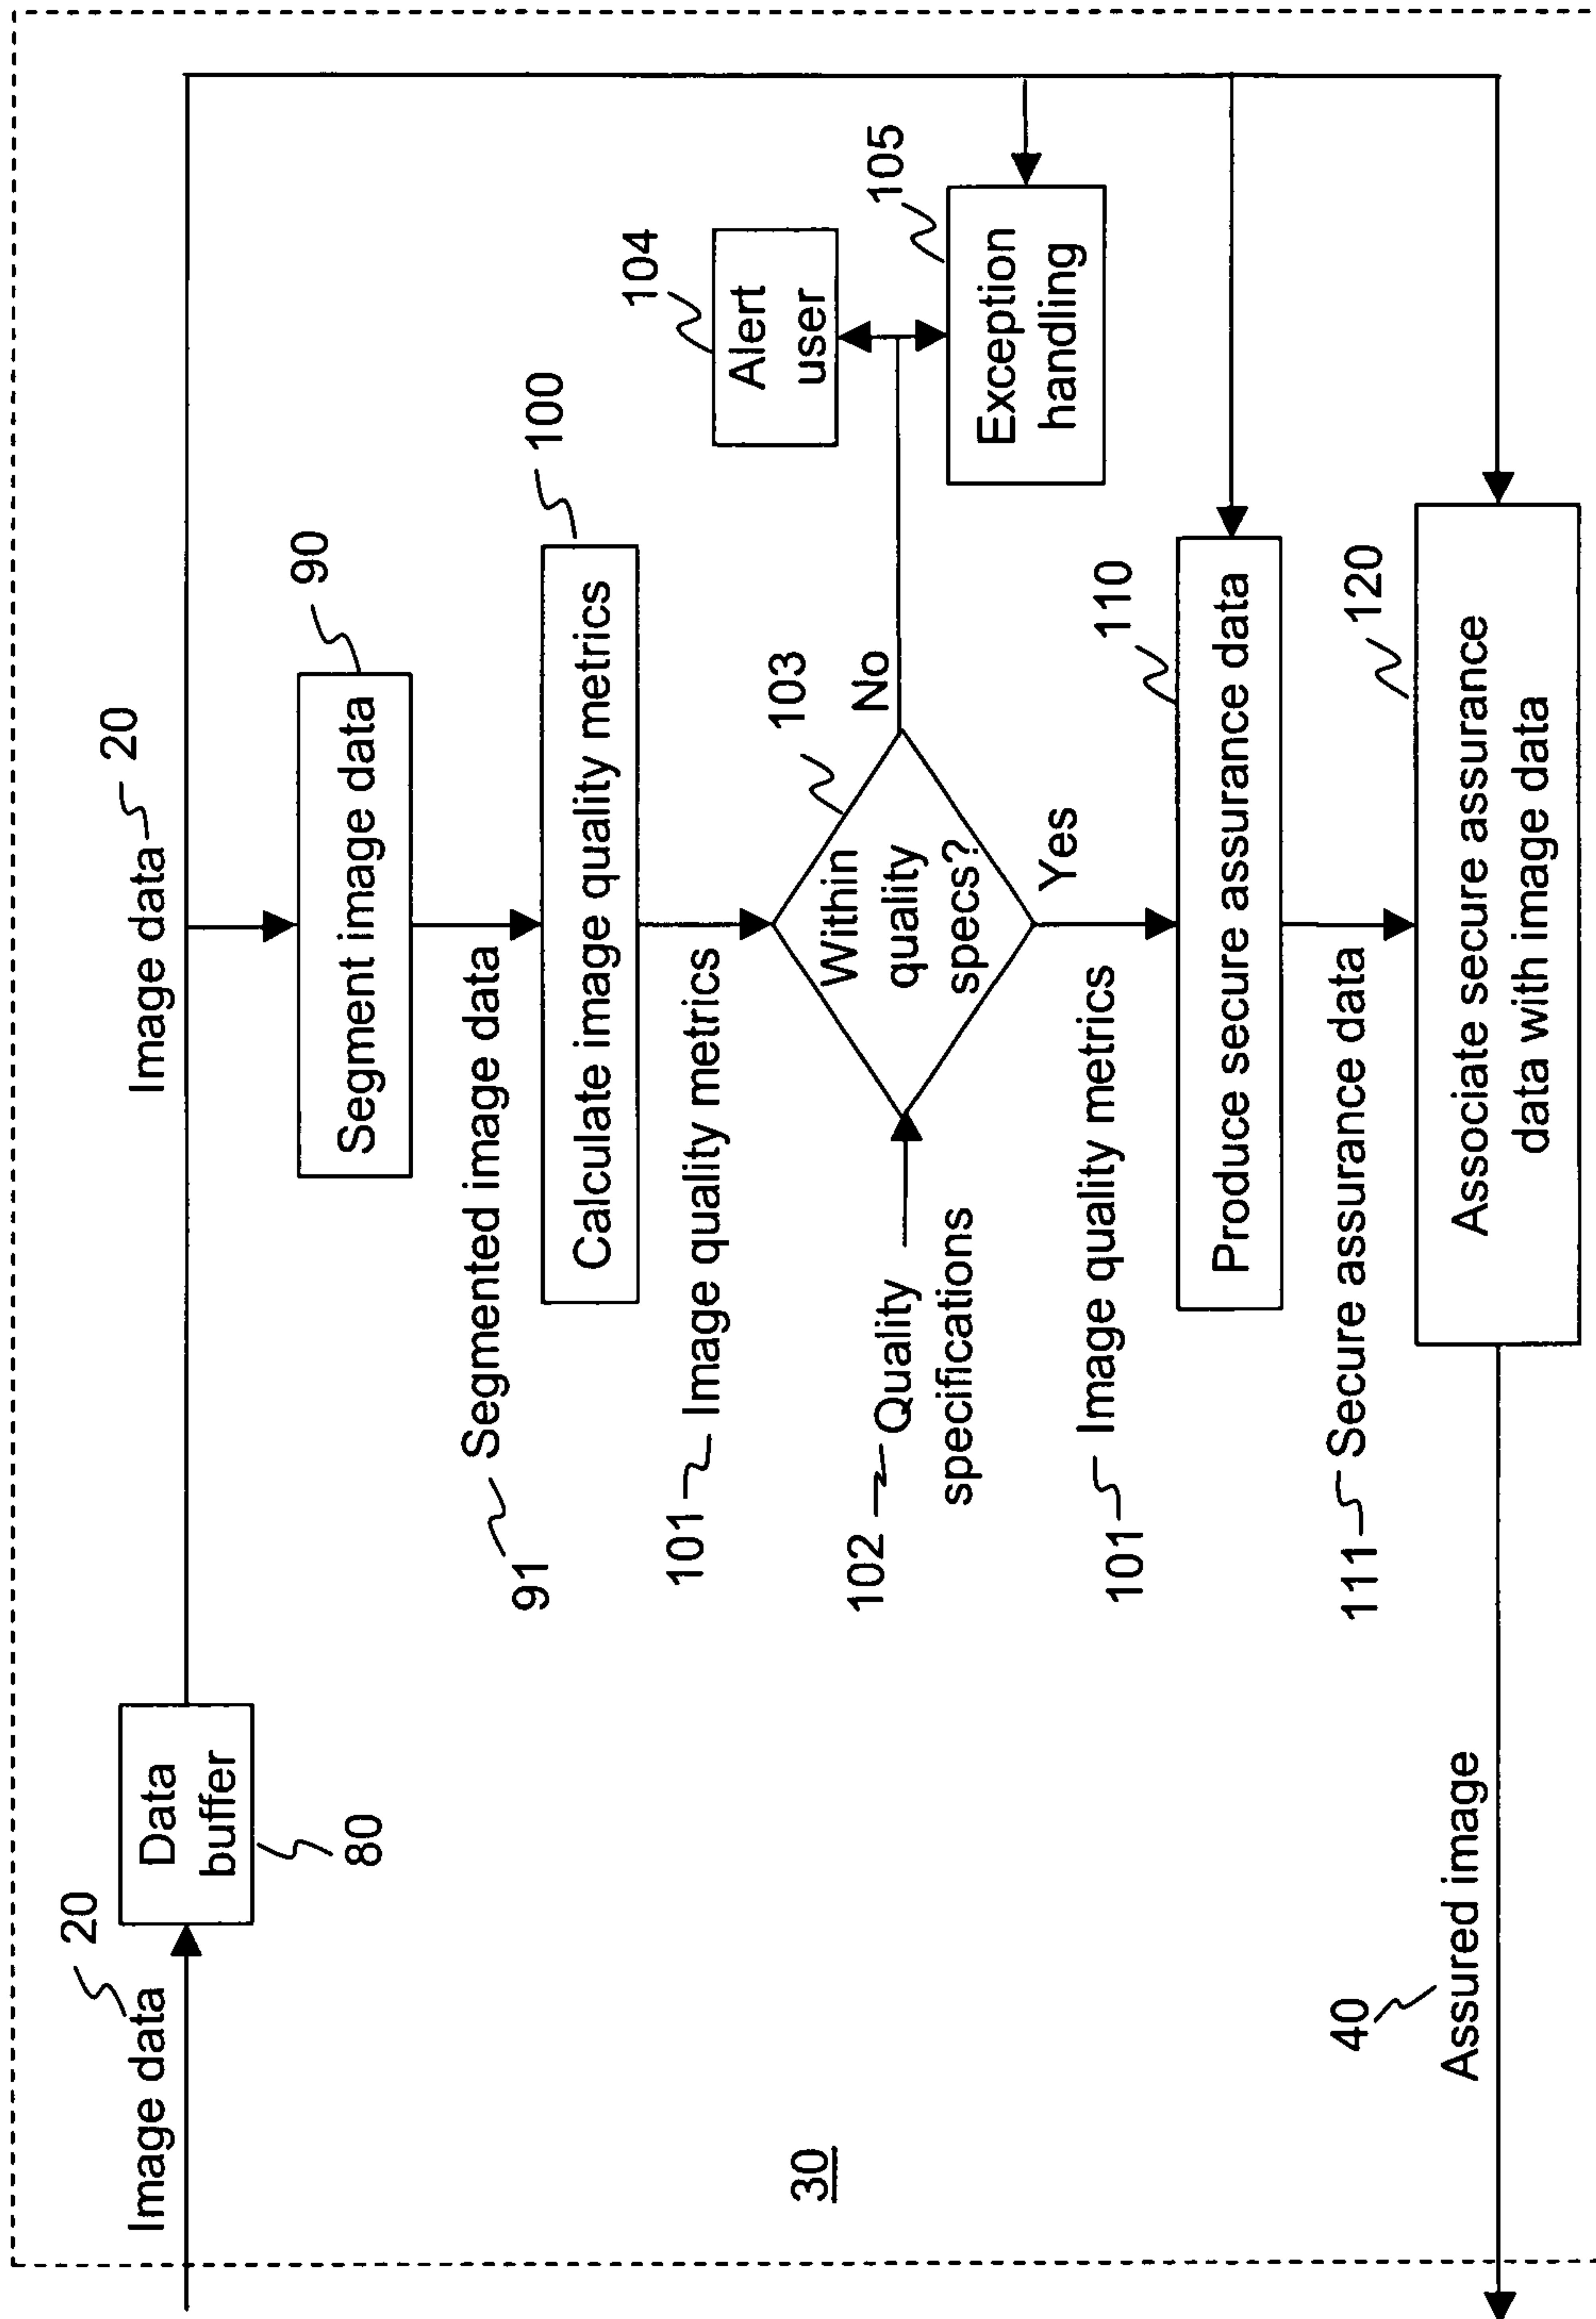 Image data
20
Data
buffer
80
Image data
20
Segment image data
90
91
Segmented image data
Calculate image quality metrics
100
101
Image quality metrics
102
Quality
specifications
Within
quality
specs?
103
No
Alert
user
104
Exception
handling
105
Yes
101
Image quality metrics
Produce secure assurance data
110
111
Secure assurance data
Associate secure assurance
data with image data
120
40
Assured image
30